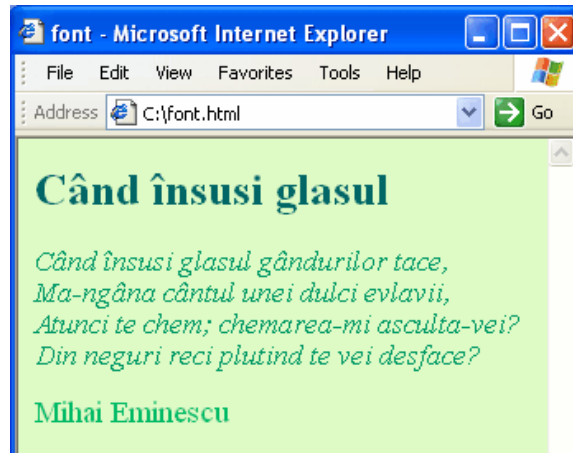 font - Microsoft Internet Explorer
File Edit View Favorites Tools Help
Address C:\font.html Go
Când însusi glasul
Când însusi glasul gândurilor tace,
Ma-ngâna cântul unei dulci evlavii,
Atunci te chem; chemarea-mi asculta-vei?
Din neguri reci plutind te vei desface?
Mihai Eminescu